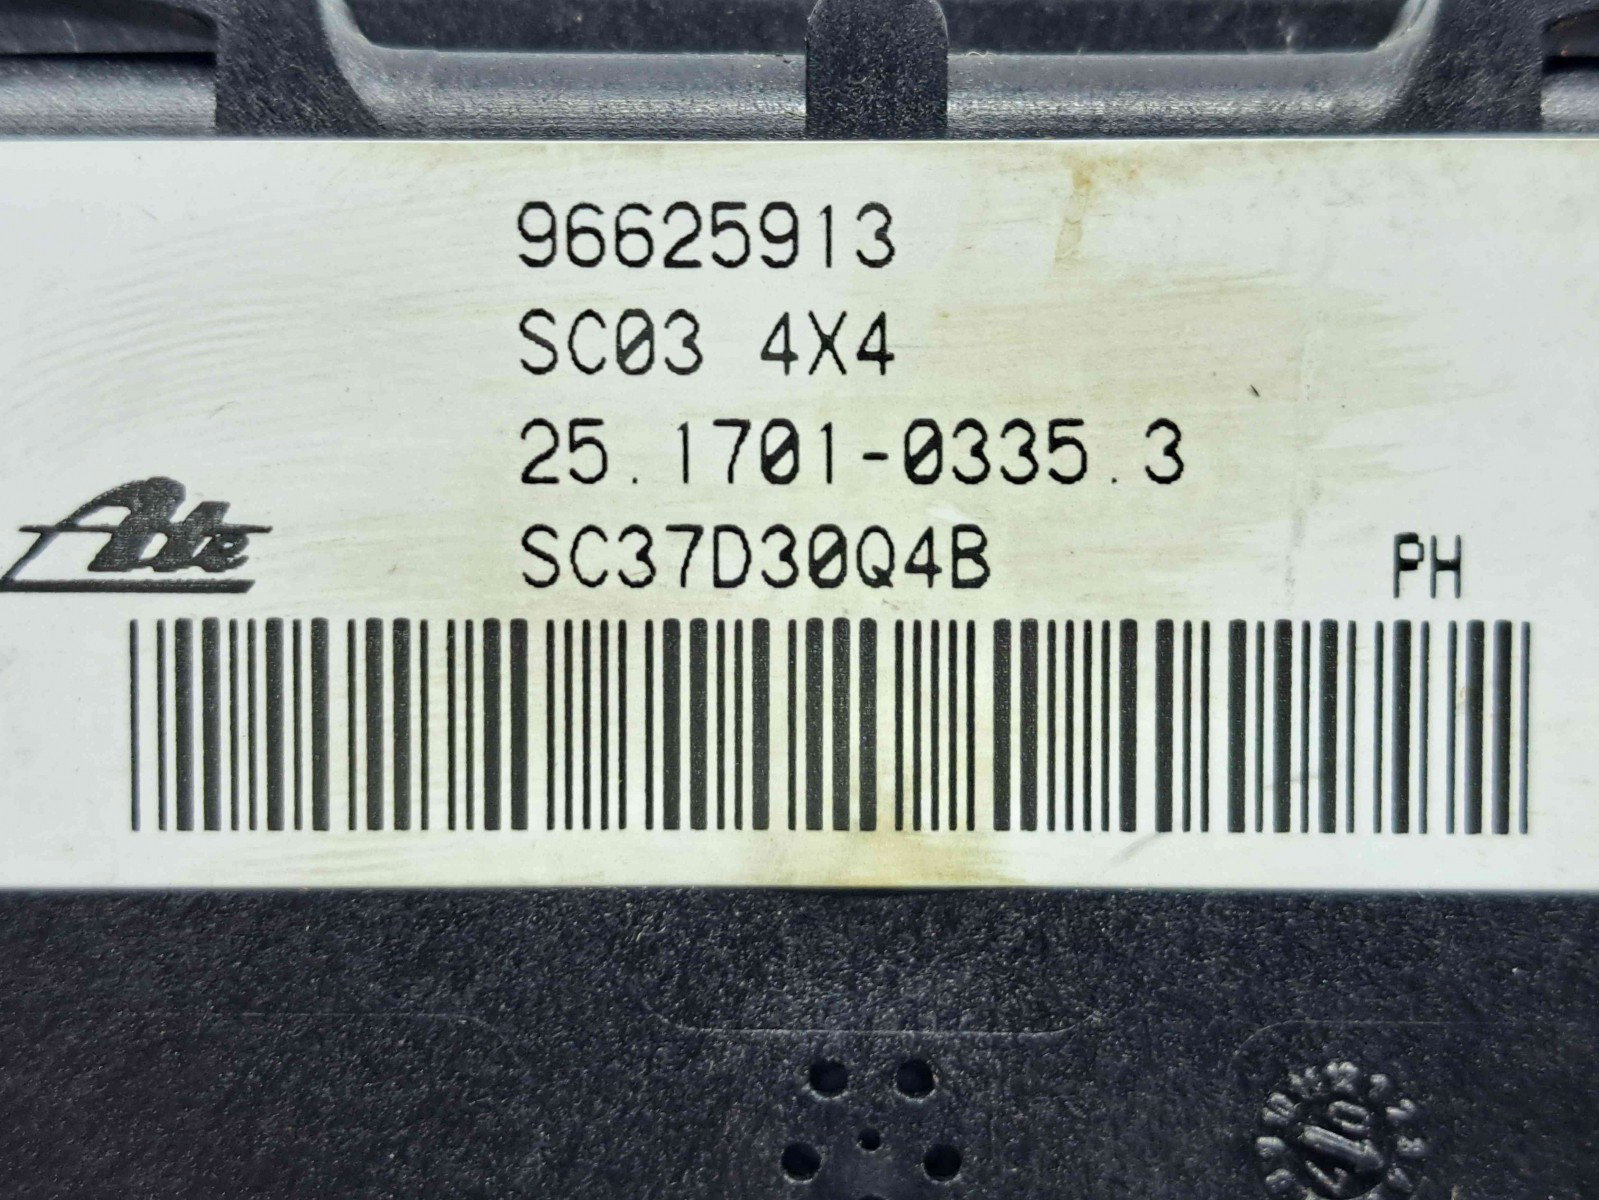 96625913
SC03 4X4
25.1701-0335.3
Ate
SC37D30Q4B PH